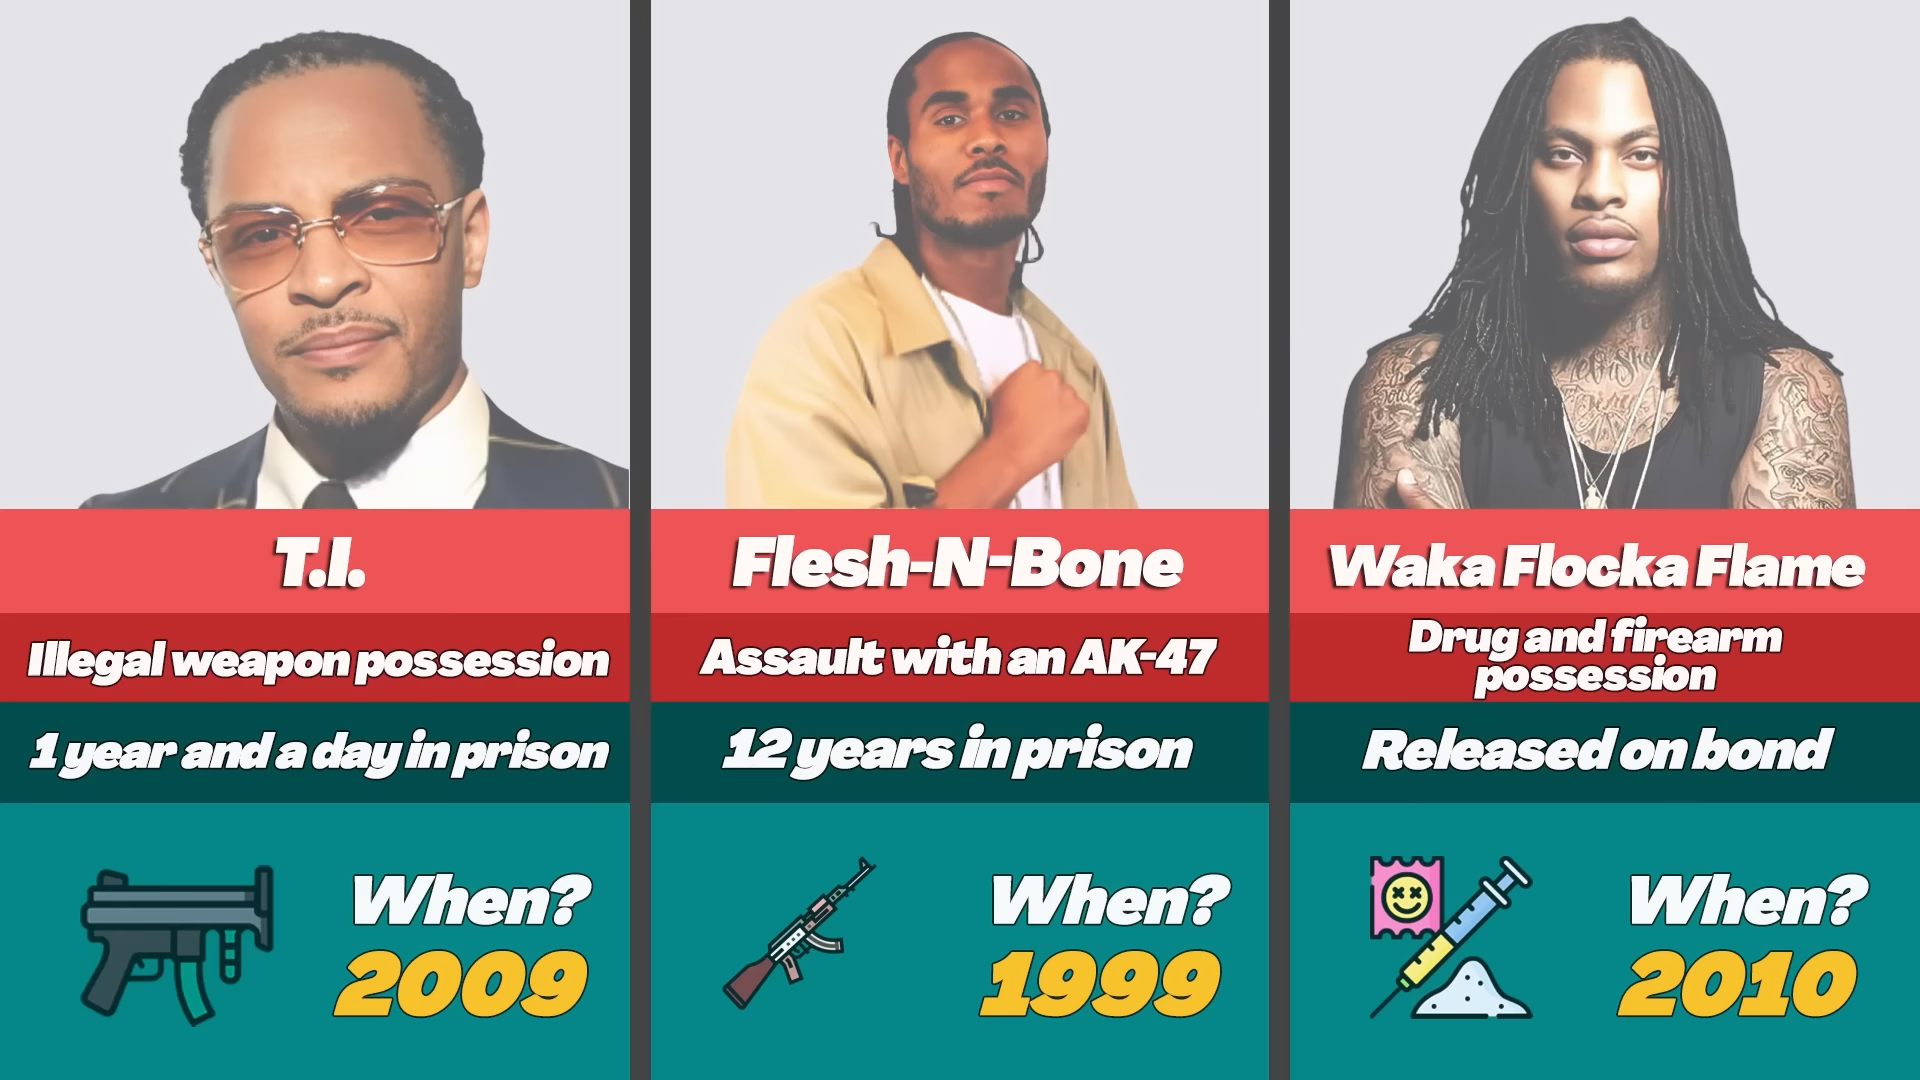 T.I.
Illegal weapon possession
1 year and a day in prison
When?
2009
Flesh-N-Bone
Assault with an AK-47
12 years in prison
When?
1999
Waka Flocka Flame
Drug and firearm
possession
Released on bond
When?
2010